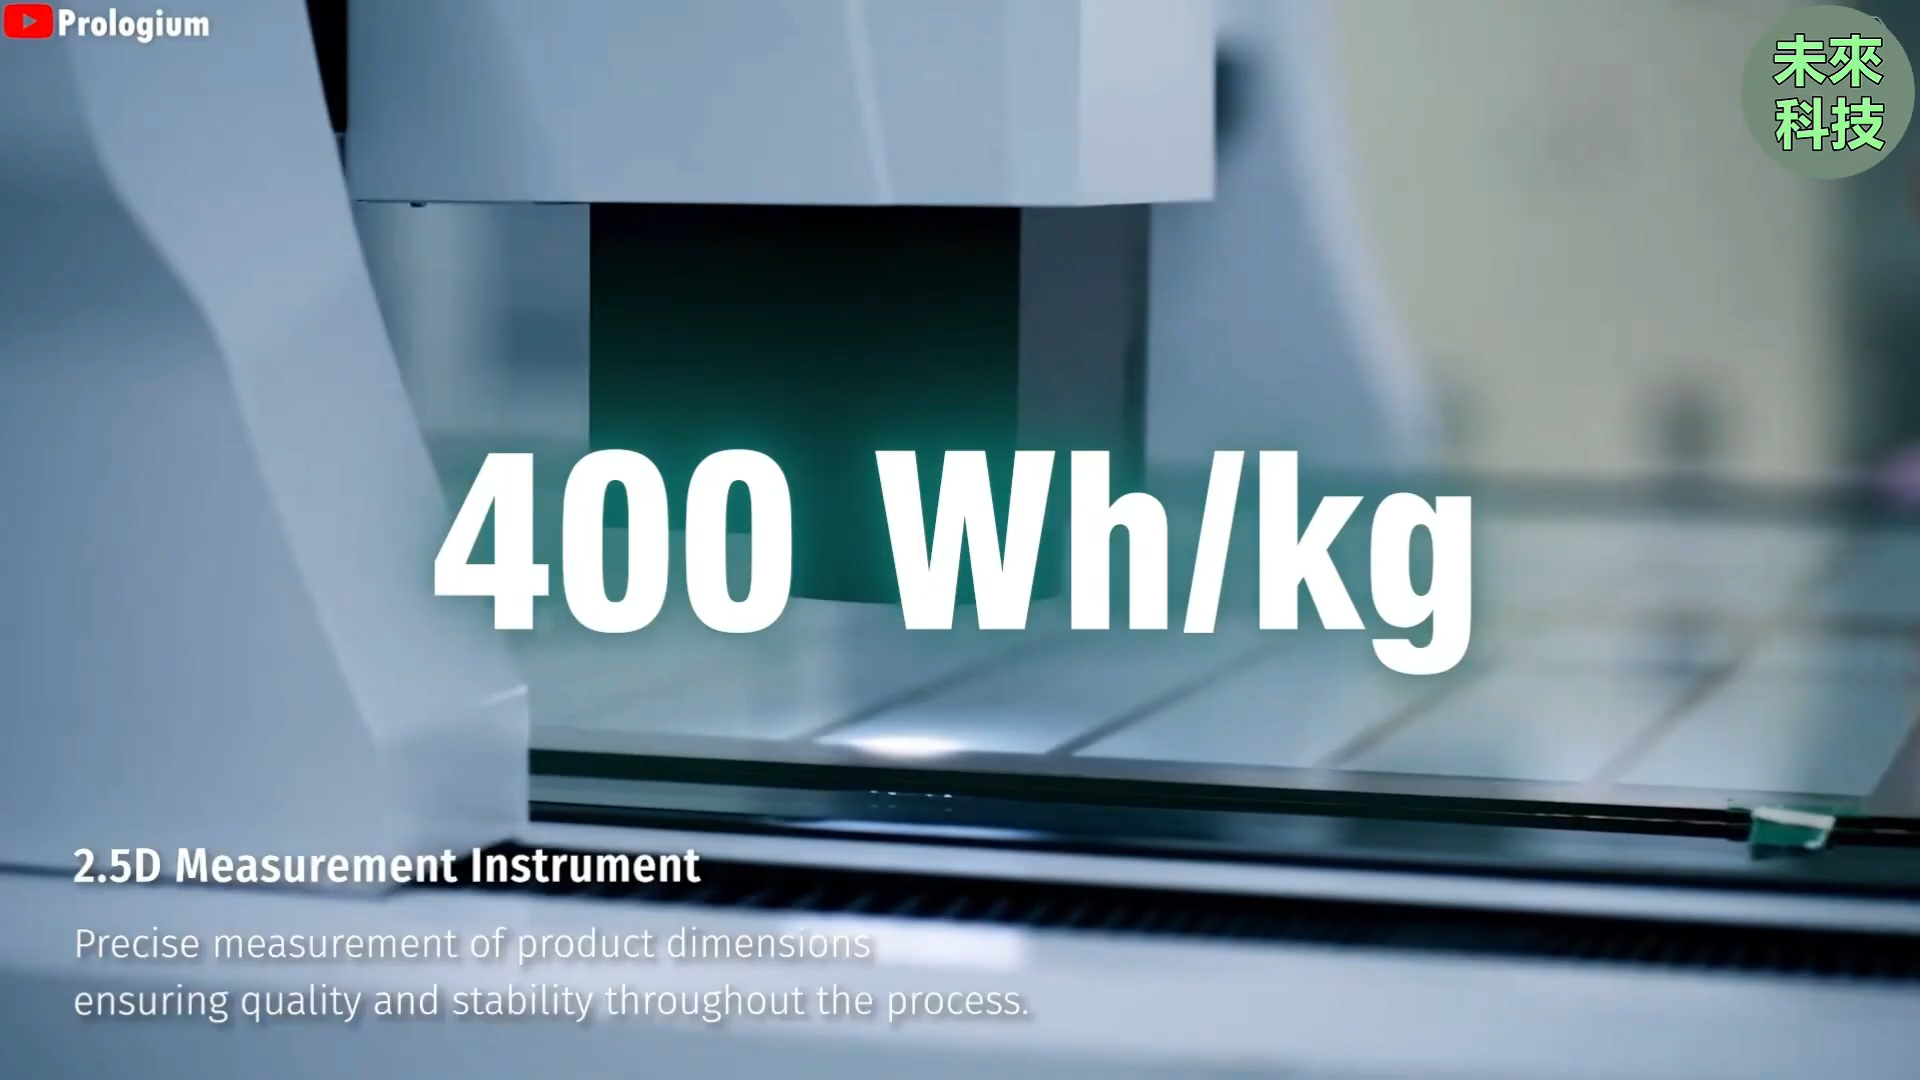 Prologium
未來
科技
400 Wh/kg
2.5D Measurement Instrument
Precise measurement of product dimensions
ensuring quality and stability throughout the process.